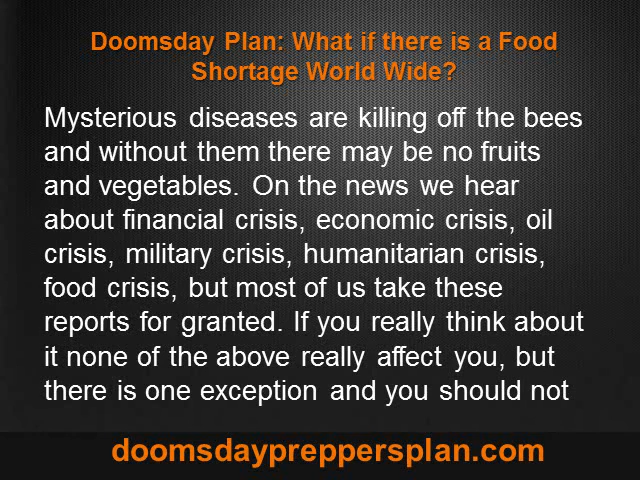 Doomsday Plan: What if there is a Food
Shortage World Wide?
Mysterious diseases are killing off the bees
and without them there may be no fruits
and vegetables. On the news we hear
about financial crisis, economic crisis, oil
crisis, military crisis, humanitarian crisis,
food crisis, but most of us take these
reports for granted. If you really think about
it none of the above really affect you, but
there is one exception and you should not
doomsdaypreppersplan.com